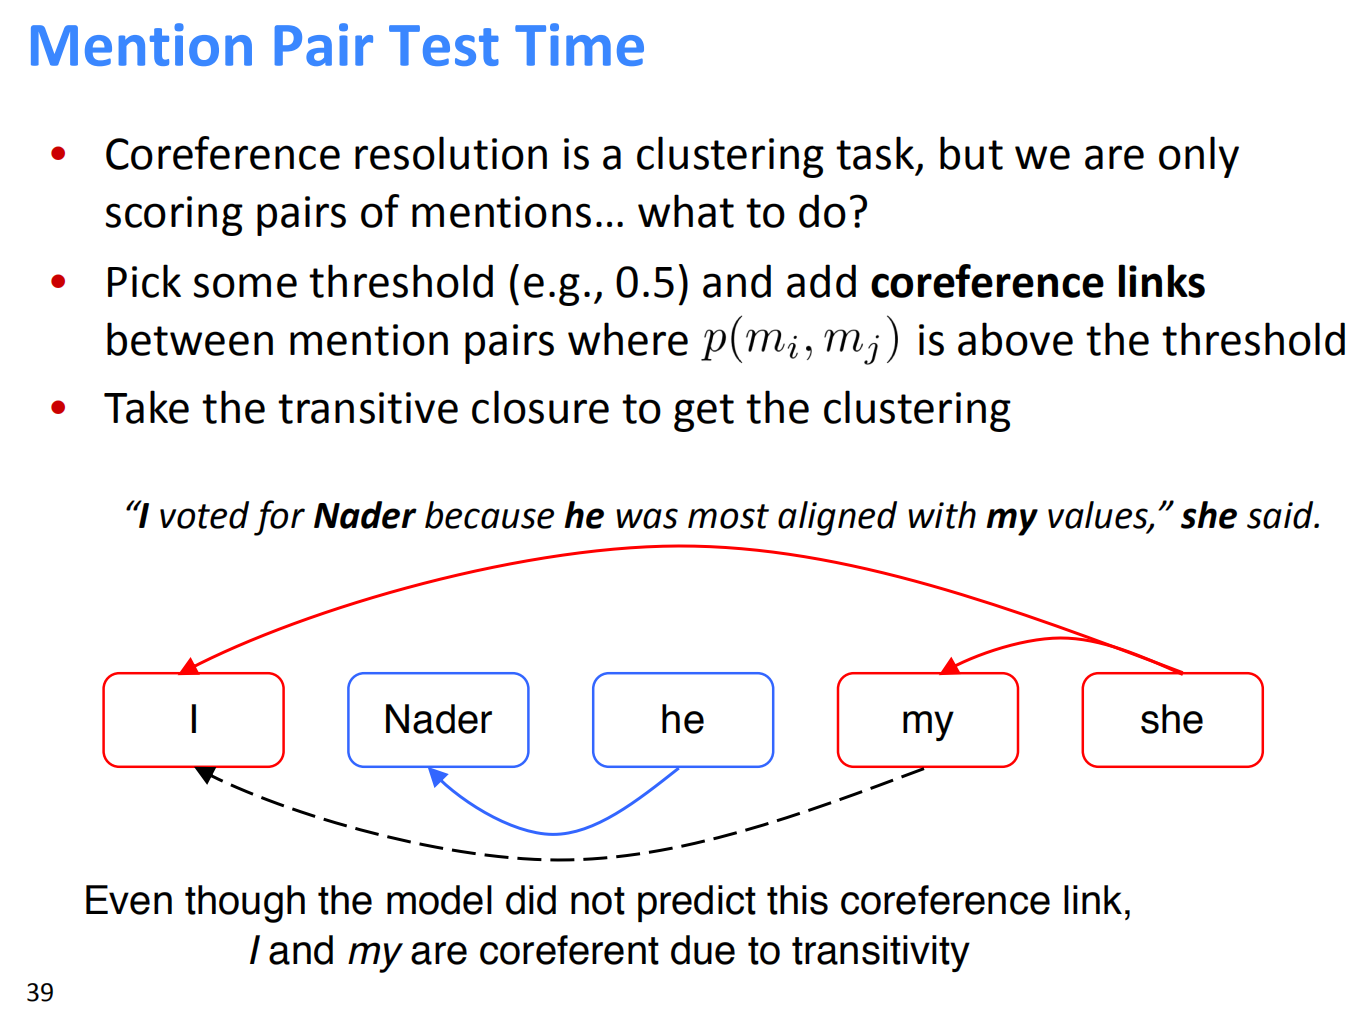 Mention Pair Test Time
• Coreference resolution is a clustering task, but we are only
scoring pairs of mentions… what to do?
• Pick some threshold (e.g., 0.5) and add coreference links
between mention pairs where p(m_i, m_j) is above the threshold
• Take the transitive closure to get the clustering
“I voted for Nader because he was most aligned with my values,” she said.
I Nader he my she
Even though the model did not predict this coreference link,
I and my are coreferent due to transitivity
39